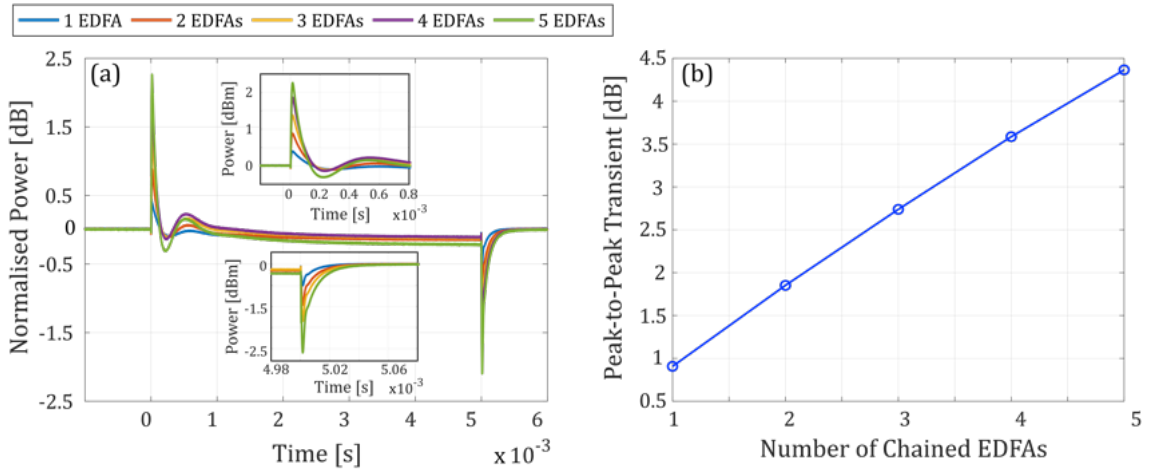 1 EDFA 2 EDFAs 3 EDFAs 4 EDFAs 5 EDFAs
(a)
Normalised Power [dB]
2.5
1.5
0.5
0
-0.5
-1.5
-2.5
0 1 2 3 4 5 6
Time [s] x 10⁻³
Power [dBm]
2
1
0
0 0.2 0.4 0.6 0.8
Time [s] x10⁻³
Power [dBm]
0
-1.5
-2.5
4.98 5.02 5.06
Time [s] x10⁻³
(b)
Peak-to-Peak Transient [dB]
4.5
4
3.5
3
2.5
2
1.5
1
0.5
1 2 3 4 5
Number of Chained EDFAs